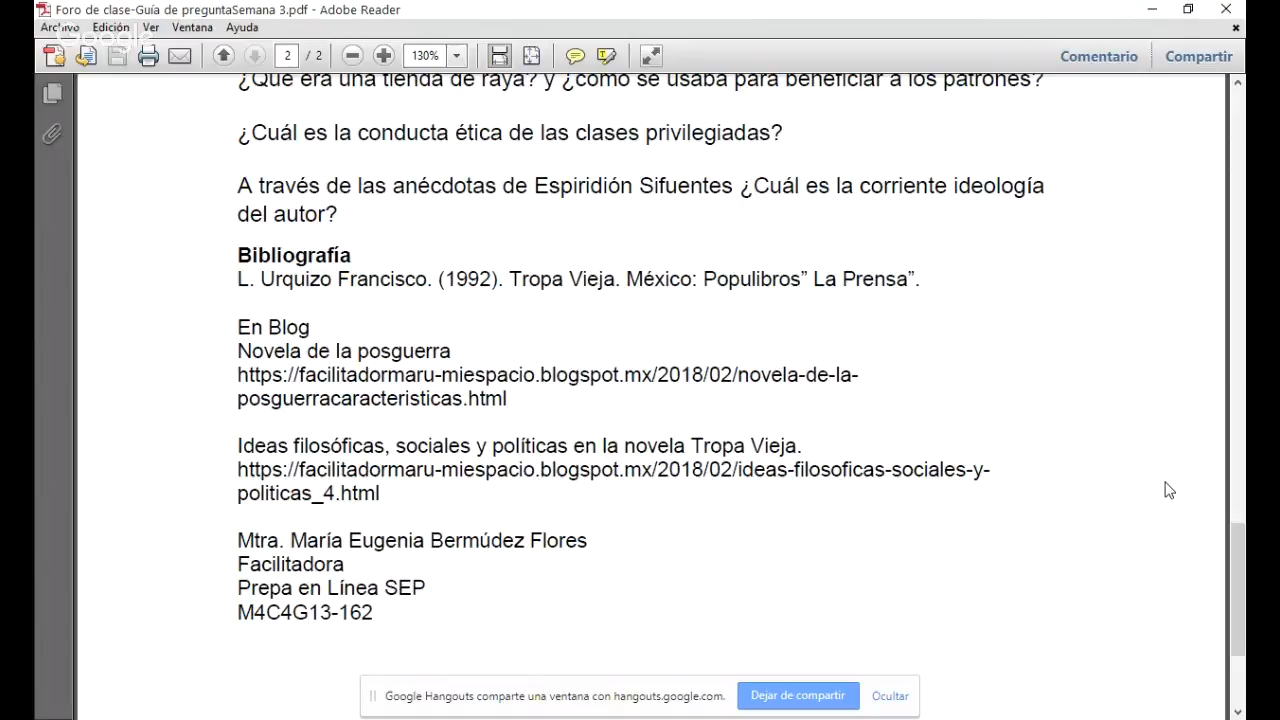 Foro de clase-Guía de preguntaSemana 3.pdf - Adobe Reader
Archivo Edición Ver Ventana Ayuda
Google
2 / 2 130% Comentario Compartir
¿Qué era una tienda de raya? y ¿cómo se usaba para beneficiar a los patrones?
¿Cuál es la conducta ética de las clases privilegiadas?
A través de las anécdotas de Espiridión Sifuentes ¿Cuál es la corriente ideología
del autor?
Bibliografía
L. Urquizo Francisco. (1992). Tropa Vieja. México: Populibros” La Prensa”.
En Blog
Novela de la posguerra
https://facilitadormaru-miespacio.blogspot.mx/2018/02/novela-de-la-
posguerracaracteristicas.html
Ideas filosóficas, sociales y políticas en la novela Tropa Vieja.
https://facilitadormaru-miespacio.blogspot.mx/2018/02/ideas-filosoficas-sociales-y-
politicas_4.html
Mtra. María Eugenia Bermúdez Flores
Facilitadora
Prepa en Línea SEP
M4C4G13-162
Google Hangouts comparte una ventana con hangouts.google.com. Dejar de compartir Ocultar